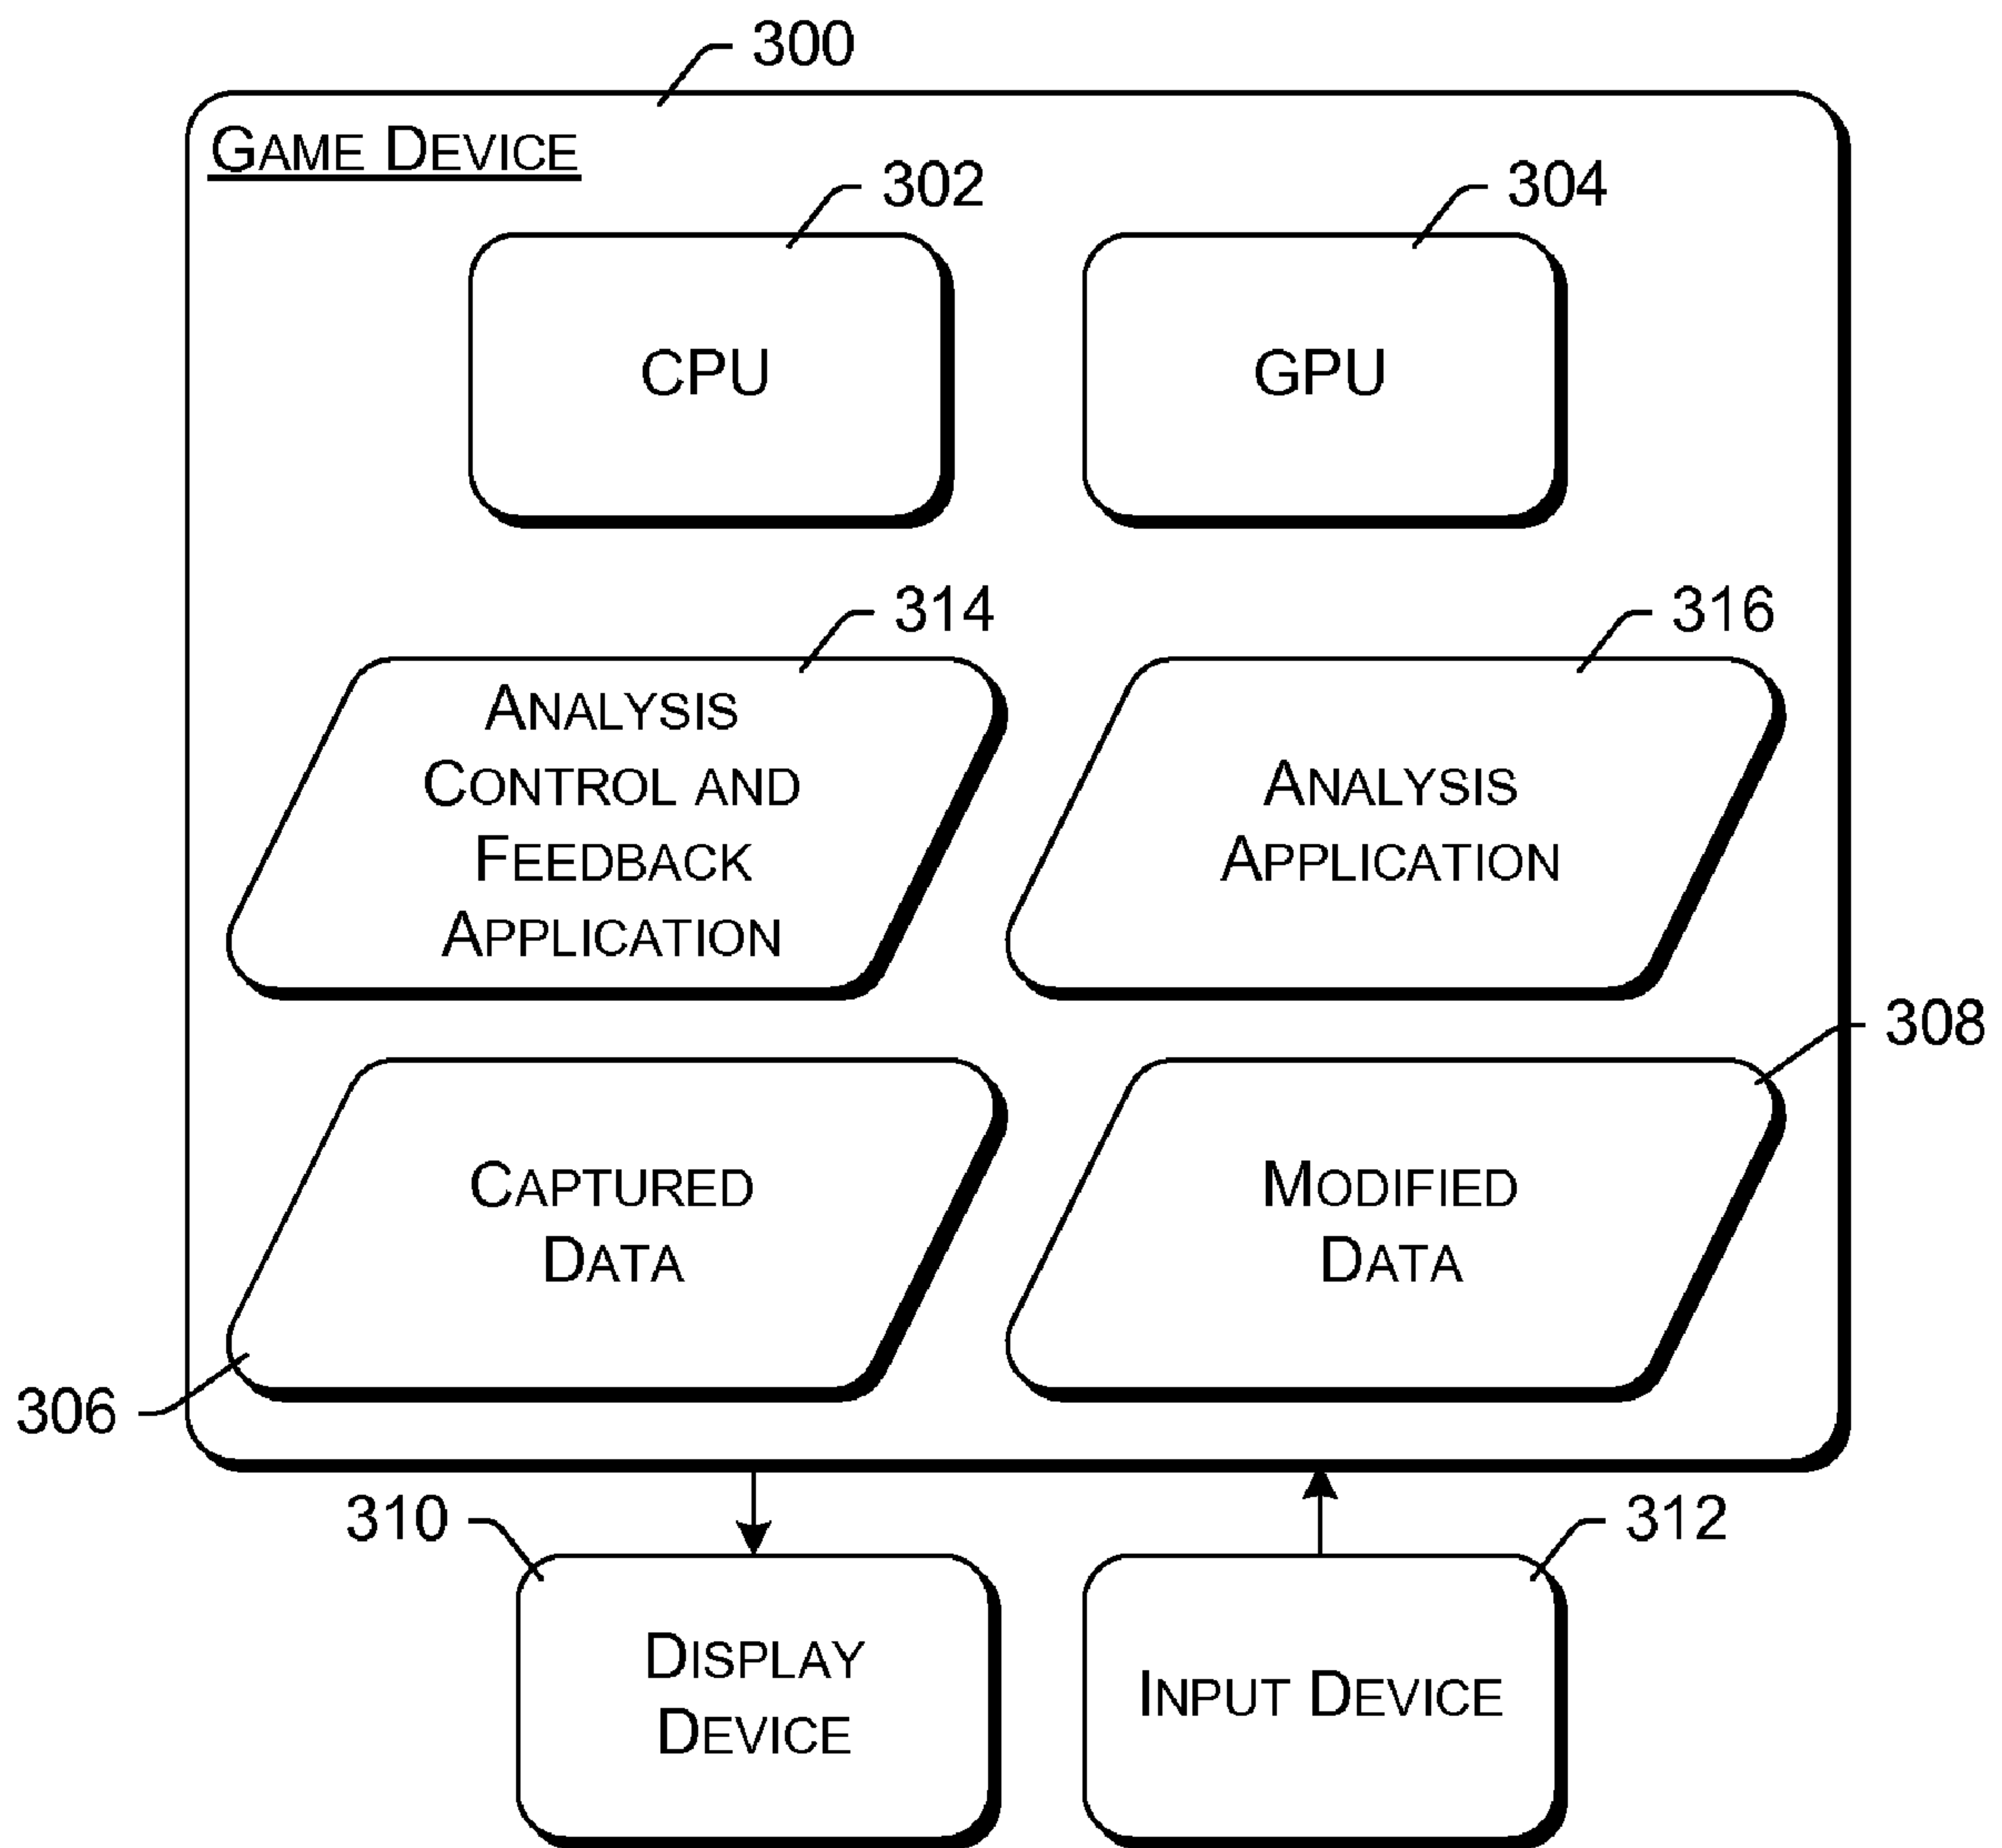 300
GAME DEVICE
302
304
CPU
GPU
314
316
ANALYSIS
CONTROL AND
FEEDBACK
APPLICATION
ANALYSIS
APPLICATION
308
CAPTURED
DATA
MODIFIED
DATA
306
310
312
DISPLAY
DEVICE
INPUT DEVICE